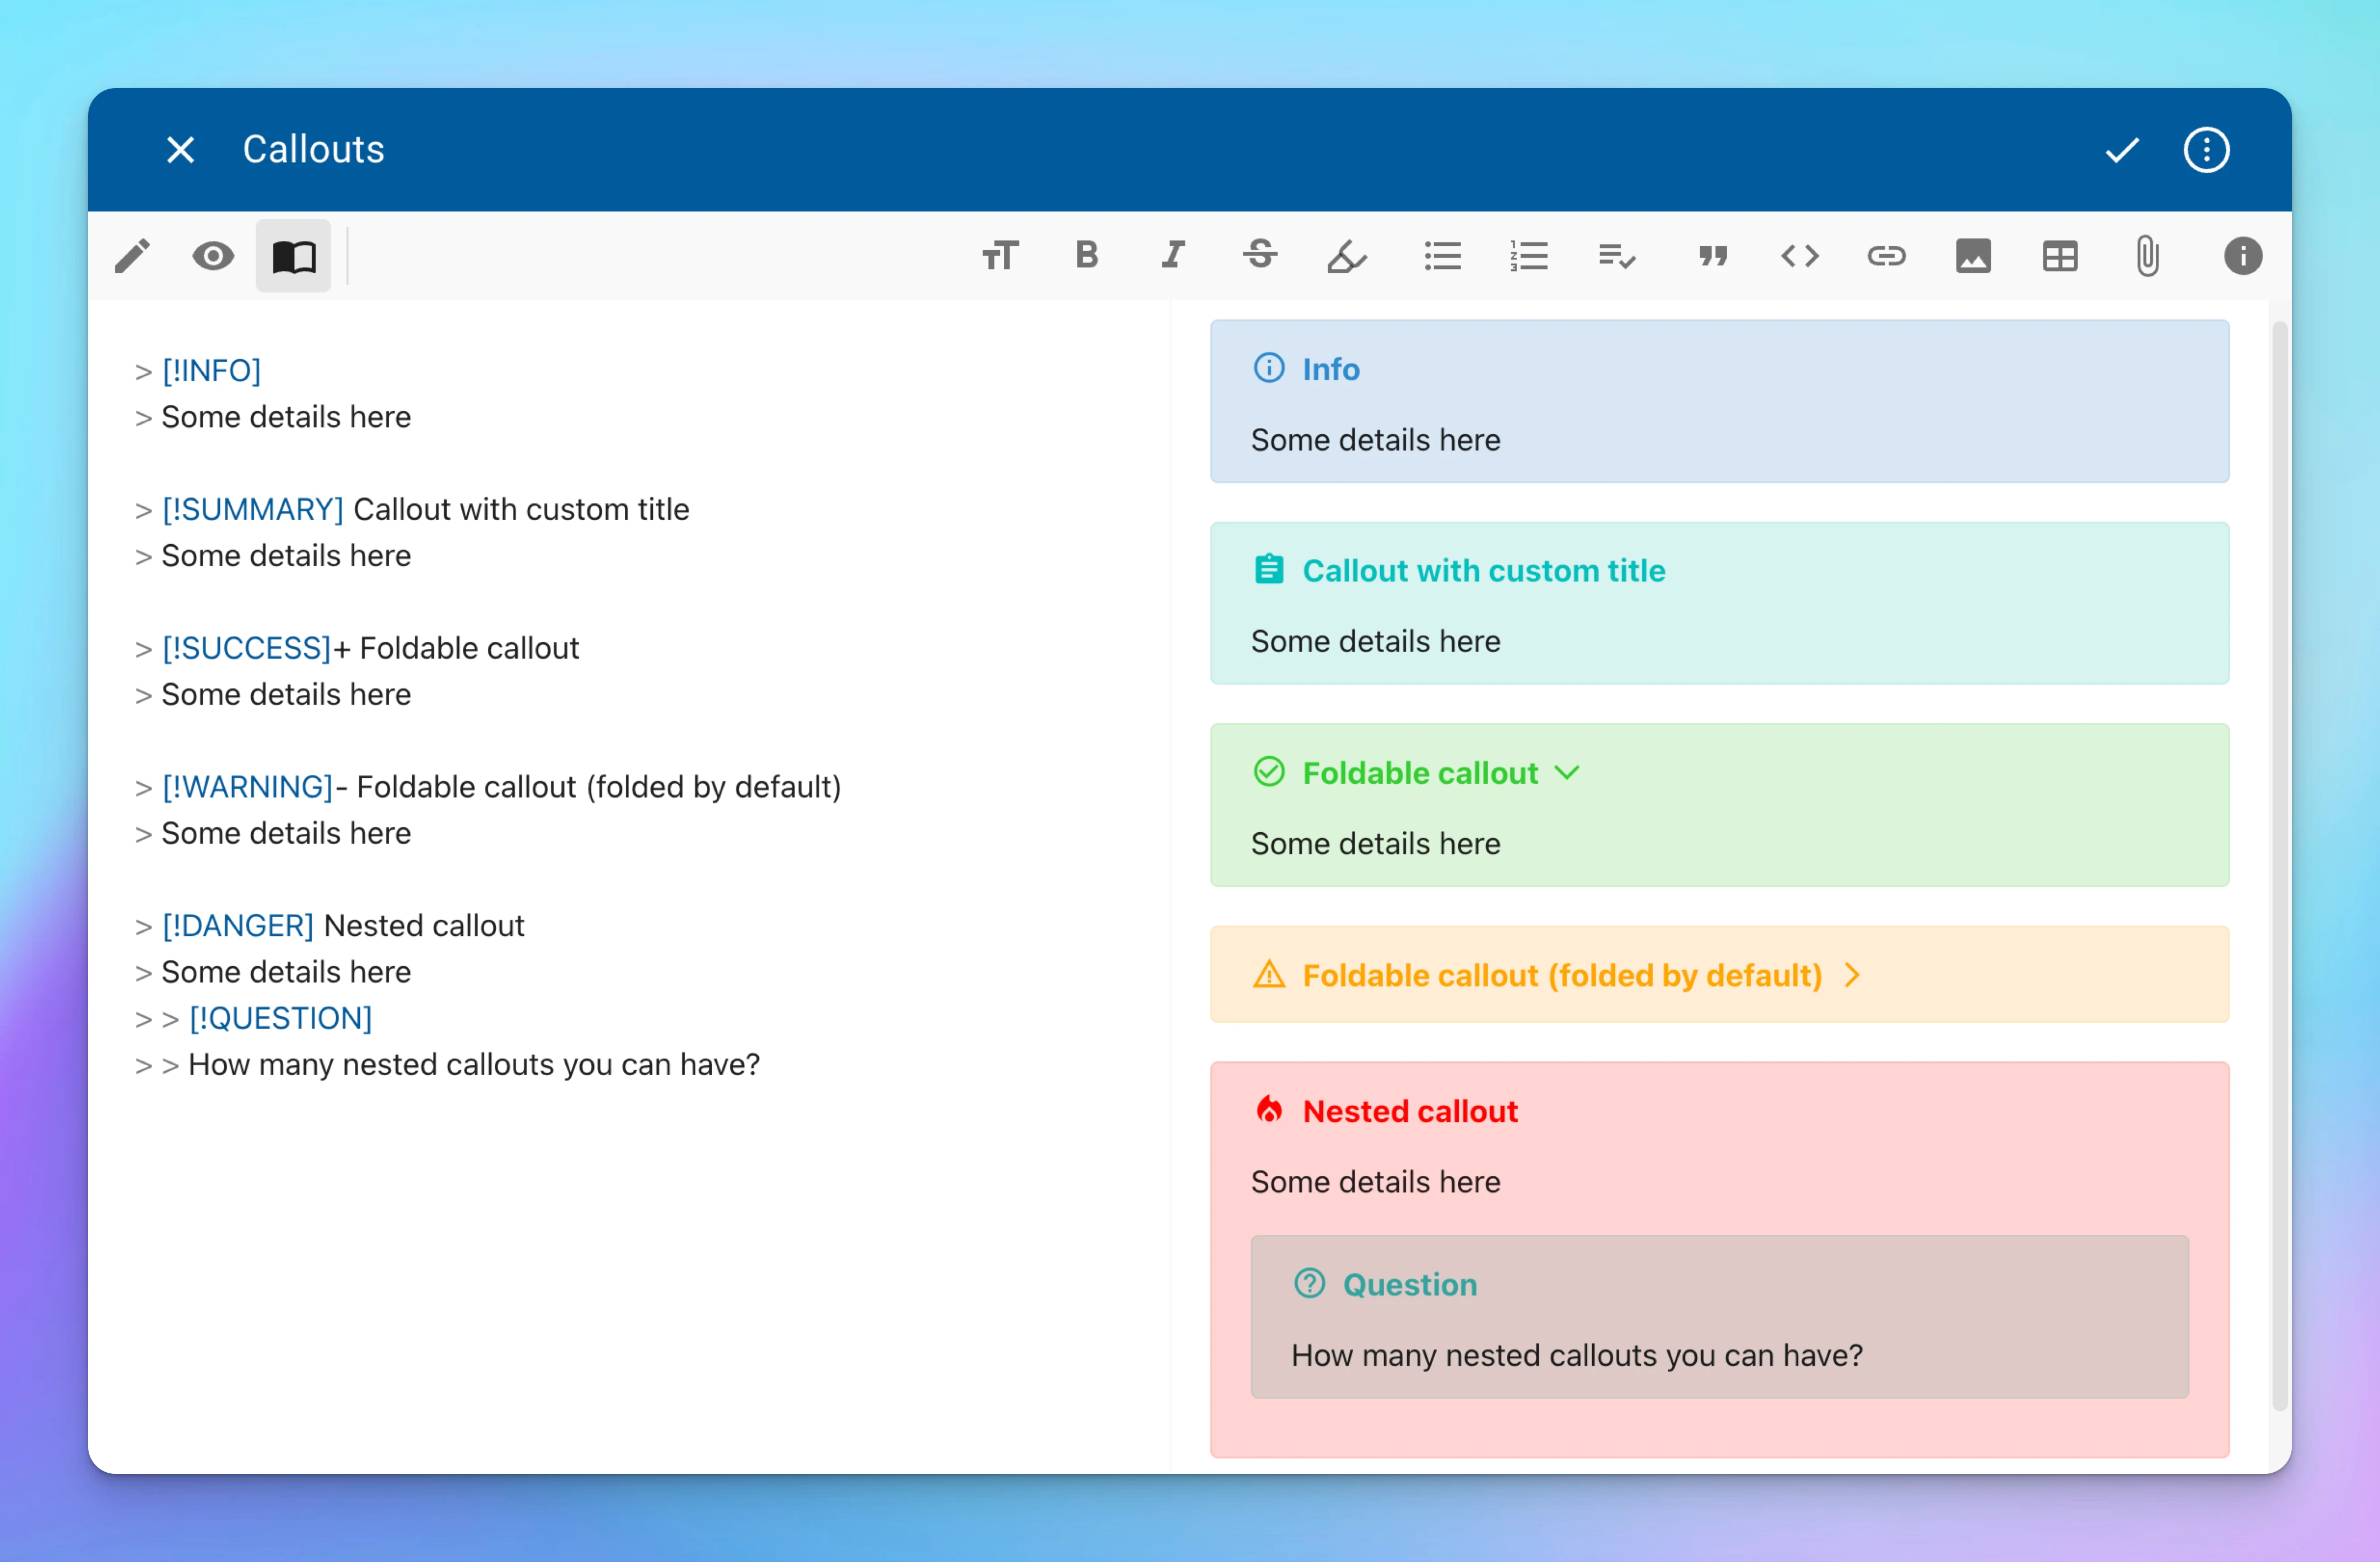 Callouts
> [!INFO]
> Some details here
> [!SUMMARY] Callout with custom title
> Some details here
> [!SUCCESS]+ Foldable callout
> Some details here
> [!WARNING]- Foldable callout (folded by default)
> Some details here
> [!DANGER] Nested callout
> Some details here
> > [!QUESTION]
> > How many nested callouts you can have?
Info
Some details here
Callout with custom title
Some details here
Foldable callout
Some details here
Foldable callout (folded by default)
Nested callout
Some details here
Question
How many nested callouts you can have?